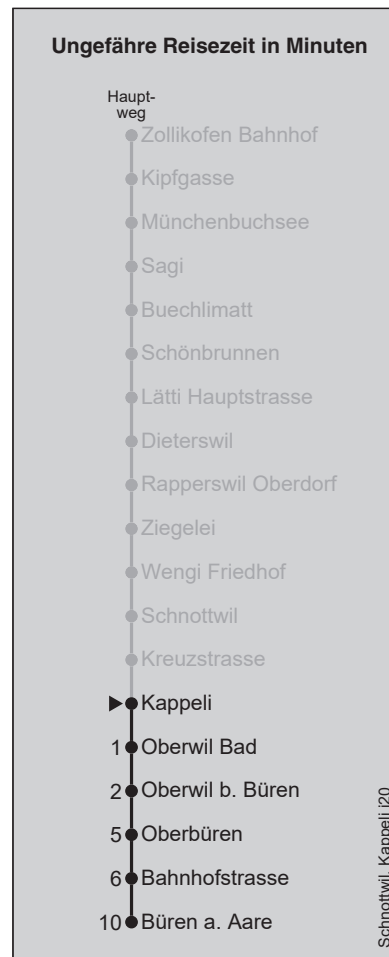 Ungefähre Reisezeit in Minuten
Haupt-
weg
Zollikofen Bahnhof
Kipfgasse
Münchenbuchsee
Sagi
Buechlimatt
Schönbrunnen
Lätti Hauptstrasse
Dieterswil
Rapperswil Oberdorf
Ziegelei
Wengi Friedhof
Schnottwil
Kreuzstrasse
Kappeli
1 Oberwil Bad
2 Oberwil b. Büren
5 Oberbüren
6 Bahnhofstrasse
10 Büren a. Aare
Schnottwil, Kappeli j20